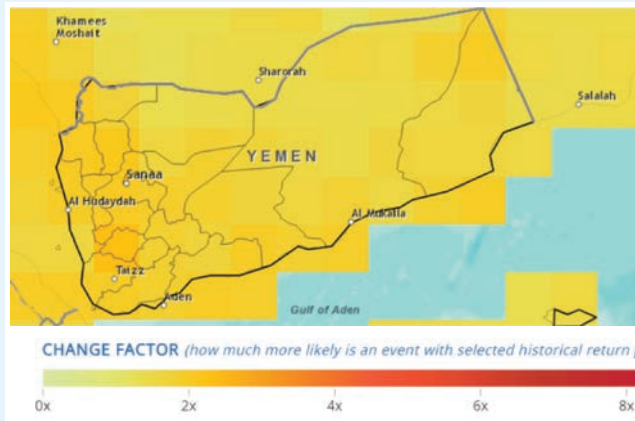 Khamees
Moshait
Sharorah
Salalah
YEMEN
Sanaa
Al Hudaydah
Al Mukalla
Taizz
Aden
Gulf of Aden
CHANGE FACTOR (how much more likely is an event with selected historical return
0x 2x 4x 6x 8x